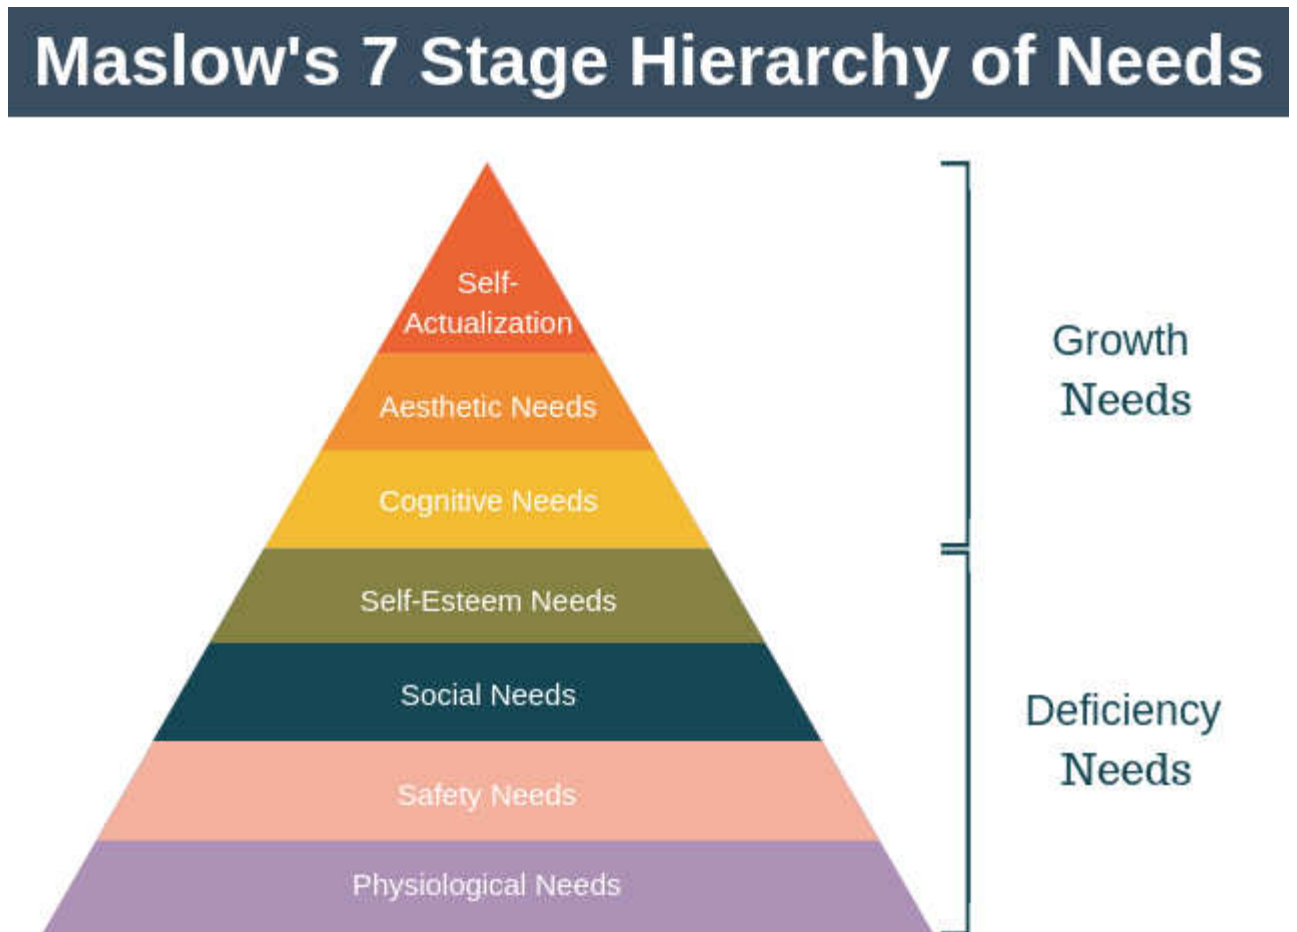 Maslow's 7 Stage Hierarchy of Needs
Self-
Actualization
Aesthetic Needs
Cognitive Needs
Self-Esteem Needs
Social Needs
Safety Needs
Physiological Needs
Growth
Needs
Deficiency
Needs